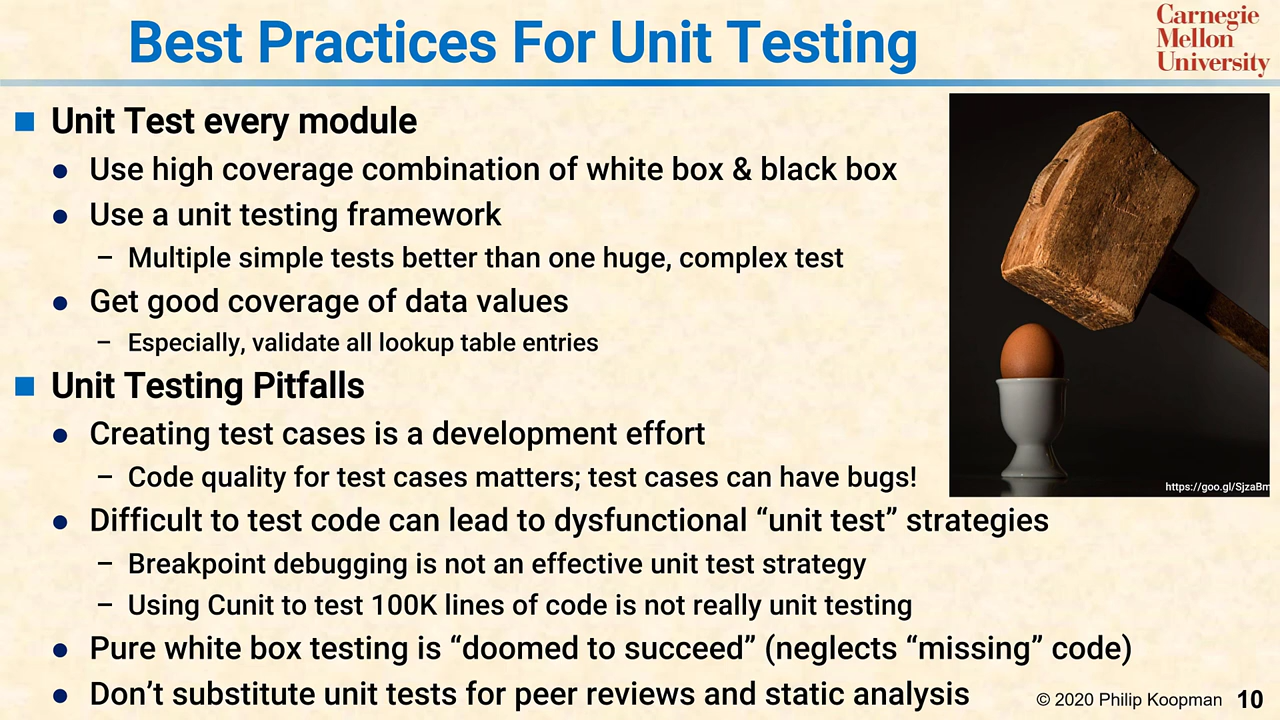 Best Practices For Unit Testing
Carnegie
Mellon
University
Unit Test every module
Use high coverage combination of white box & black box
Use a unit testing framework
– Multiple simple tests better than one huge, complex test
Get good coverage of data values
– Especially, validate all lookup table entries
Unit Testing Pitfalls
Creating test cases is a development effort
– Code quality for test cases matters; test cases can have bugs!
https://goo.gl/SjzaBm
Difficult to test code can lead to dysfunctional “unit test” strategies
– Breakpoint debugging is not an effective unit test strategy
– Using Cunit to test 100K lines of code is not really unit testing
Pure white box testing is “doomed to succeed” (neglects “missing” code)
Don’t substitute unit tests for peer reviews and static analysis
© 2020 Philip Koopman 10